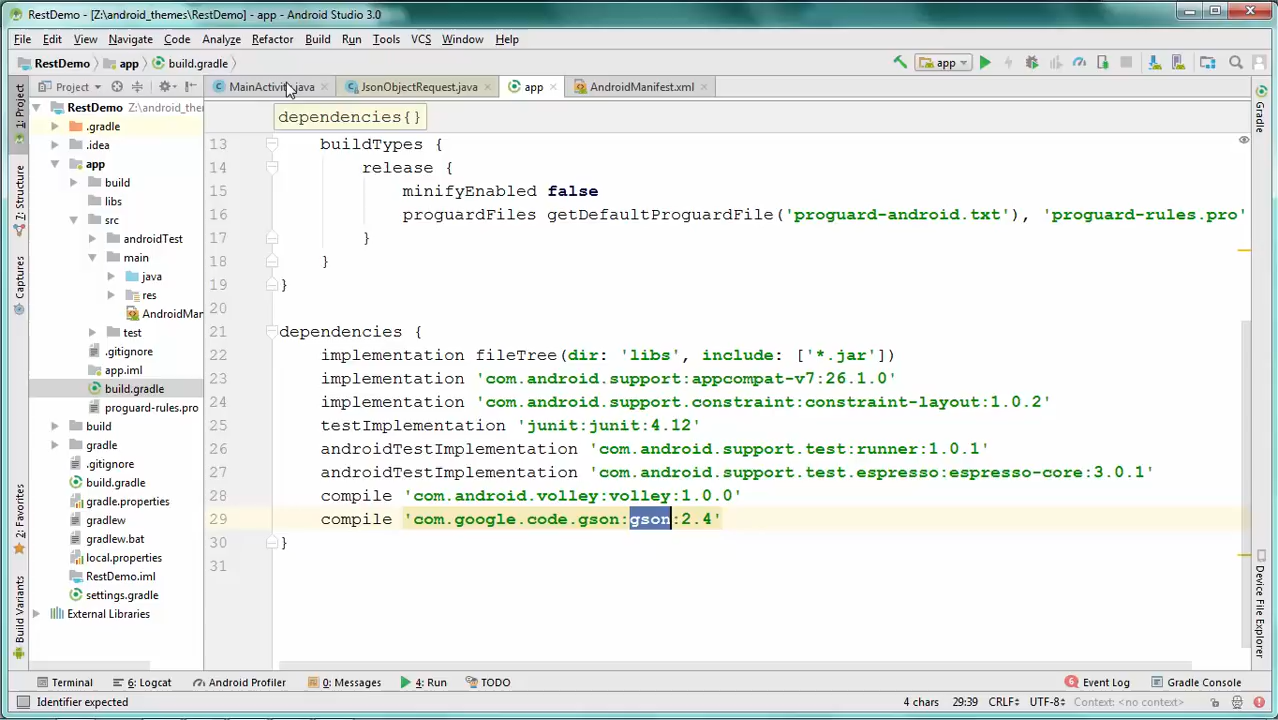 RestDemo - [Z:\android_themes\RestDemo] - app - Android Studio 3.0
File Edit View Navigate Code Analyze Refactor Build Run Tools VCS Window Help
RestDemo app build.gradle app
Project MainActivity.java JsonObjectRequest.java app AndroidManifest.xml
1: Project
7: Structure
Captures
2: Favorites
Build Variants
RestDemo Z:\android_the
.gradle
.idea
app
build
libs
src
androidTest
main
java
res
AndroidMan
test
.gitignore
app.iml
build.gradle
proguard-rules.pro
build
gradle
.gitignore
build.gradle
gradle.properties
gradlew
gradlew.bat
local.properties
RestDemo.iml
settings.gradle
External Libraries
dependencies{}
13 buildTypes {
14 release {
15 minifyEnabled false
16 proguardFiles getDefaultProguardFile('proguard-android.txt'), 'proguard-rules.pro'
17 }
18 }
19 }
20
21 dependencies {
22 implementation fileTree(dir: 'libs', include: ['*.jar'])
23 implementation 'com.android.support:appcompat-v7:26.1.0'
24 implementation 'com.android.support.constraint:constraint-layout:1.0.2'
25 testImplementation 'junit:junit:4.12'
26 androidTestImplementation 'com.android.support.test:runner:1.0.1'
27 androidTestImplementation 'com.android.support.test.espresso:espresso-core:3.0.1'
28 compile 'com.android.volley:volley:1.0.0'
29 compile 'com.google.code.gson:gson:2.4'
30 }
31
Gradle
Device File Explorer
Terminal 6: Logcat Android Profiler 0: Messages 4: Run TODO Event Log Gradle Console
Identifier expected 4 chars 29:39 CRLF÷ UTF-8÷ Context: <no context>